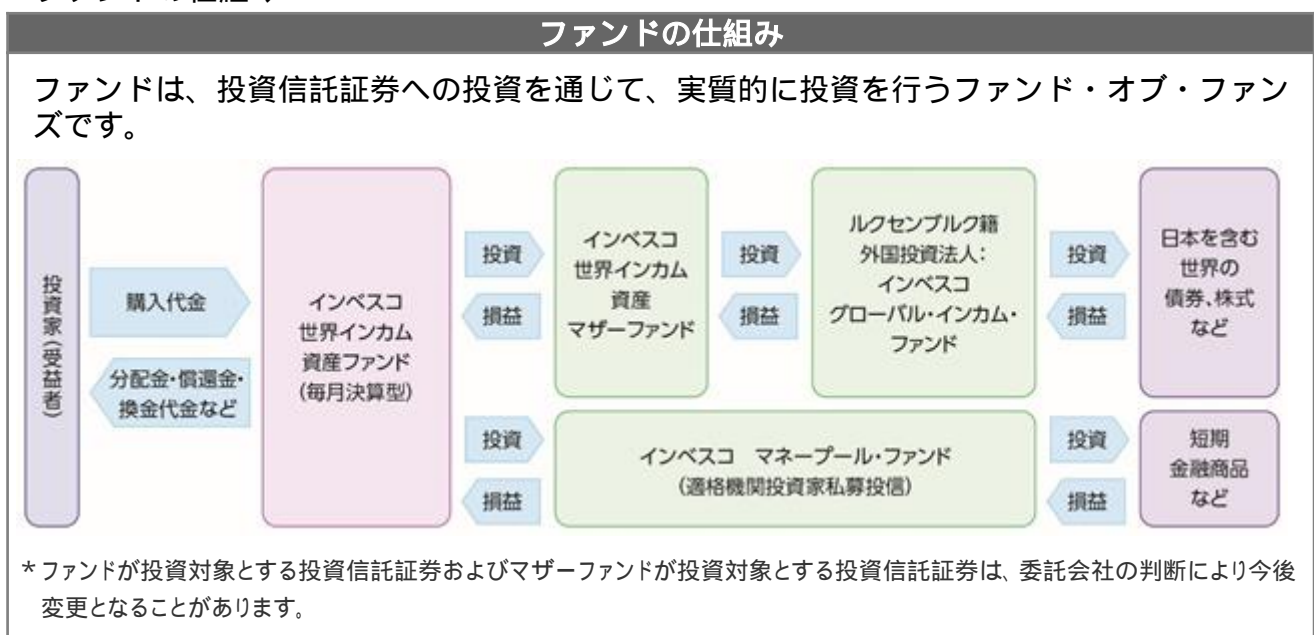 ファンドの仕組み
ファンドは、投資信託証券への投資を通じて、実質的に投資を行うファンド・オブ・ファン
ズです。
投資家(受益者)
購入代金
分配金・償還金・
換金代金など
インベスコ
世界インカム
資産ファンド
(毎月決算型)
投資
損益
インベスコ
世界インカム
資産
マザーファンド
投資
損益
ルクセンブルク籍
外国投資法人:
インベスコ
グローバル・インカム・
ファンド
投資
損益
日本を含む
世界の
債券、株式
など
投資
損益
インベスコ マネープール・ファンド
(適格機関投資家私募投信)
投資
損益
短期
金融商品
など
*ファンドが投資対象とする投資信託証券およびマザーファンドが投資対象とする投資信託証券は、委託会社の判断により今後
変更となることがあります。